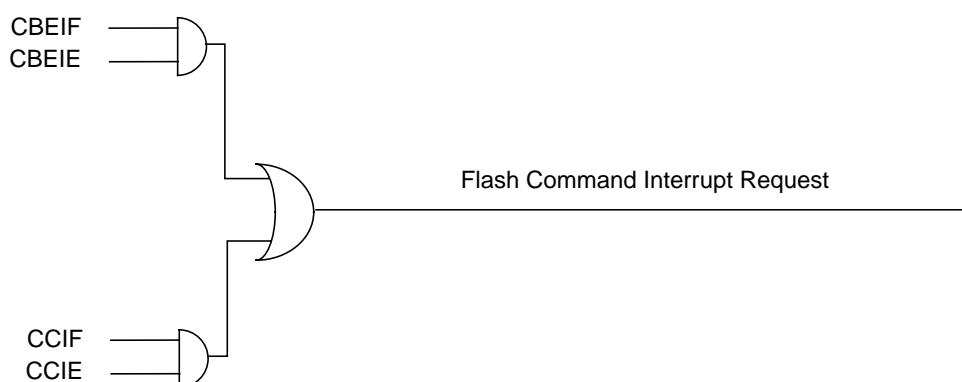 CBEIF
CBEIE
Flash Command Interrupt Request
CCIF
CCIE